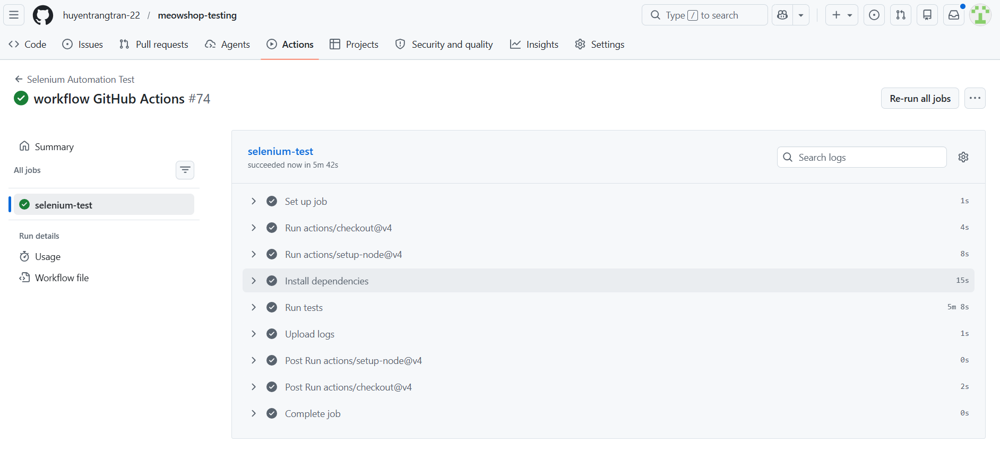 huyentrangtran-22 / meowshop-testing
Type / to search
Code
Issues
Pull requests
Agents
Actions
Projects
Security and quality
Insights
Settings
Selenium Automation Test
workflow GitHub Actions #74
Re-run all jobs
Summary
All jobs
selenium-test
Run details
Usage
Workflow file
selenium-test
succeeded now in 5m 42s
Search logs
Set up job 1s
Run actions/checkout@v4 4s
Run actions/setup-node@v4 8s
Install dependencies 15s
Run tests 5m 8s
Upload logs 1s
Post Run actions/setup-node@v4 0s
Post Run actions/checkout@v4 2s
Complete job 0s